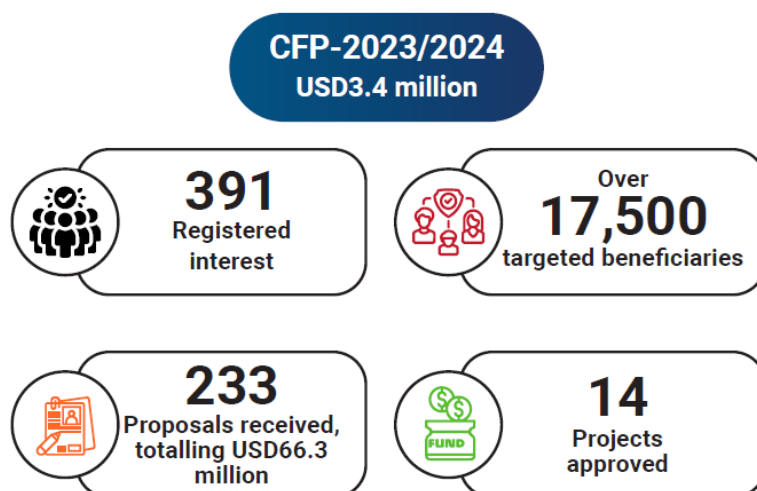 CFP-2023/2024
USD3.4 million
391
Registered
interest
Over
17,500
targeted beneficiaries
233
Proposals received,
totalling USD66.3
million
FUND
14
Projects
approved